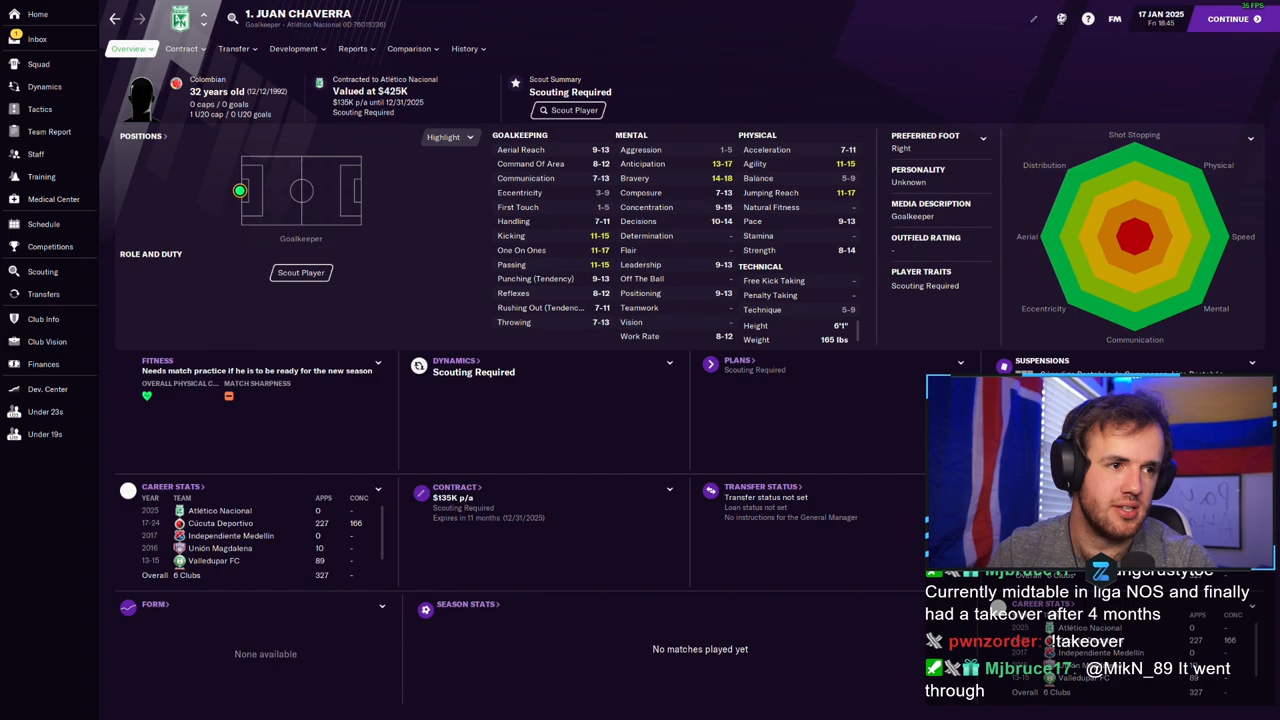 Home
1
Inbox
Squad
Dynamics
Tactics
Team Report
Staff
Training
Medical Center
Schedule
Competitions
Scouting
Transfers
Club Info
Club Vision
Finances
Dev. Center
Under 23s
Under 19s
1. JUAN CHAVERRA
Goalkeeper - Atlético Nacional (ID:76015236)
35 FPS
FM
17 JAN 2025
Fri 18:45
CONTINUE
Overview
Contract
Transfer
Development
Reports
Comparison
History
Colombian
32 years old (12/12/1992)
0 caps / 0 goals
1 U20 cap / 0 U20 goals
Contracted to Atlético Nacional
Valued at $425K
$135K p/a until 12/31/2025
Scouting Required
Scout Summary
Scouting Required
Scout Player
POSITIONS
Highlight
Goalkeeper
ROLE AND DUTY
Scout Player
GOALKEEPING
Aerial Reach 9-13
Command Of Area 8-12
Communication 7-13
Eccentricity 3-9
First Touch 1-5
Handling 7-11
Kicking 11-15
One On Ones 11-17
Passing 11-15
Punching (Tendency) 9-13
Reflexes 8-12
Rushing Out (Tendenc... 7-11
Throwing 7-13
MENTAL
Aggression 1-5
Anticipation 13-17
Bravery 14-18
Composure 7-13
Concentration 9-15
Decisions 10-14
Determination -
Flair -
Leadership 9-13
Off The Ball -
Positioning 9-13
Teamwork -
Vision -
Work Rate 8-12
PHYSICAL
Acceleration 7-11
Agility 11-15
Balance 5-9
Jumping Reach 11-17
Natural Fitness -
Pace 9-13
Stamina -
Strength 8-14
TECHNICAL
Free Kick Taking -
Penalty Taking -
Technique 5-9
Height 6'1"
Weight 165 lbs
PREFERRED FOOT
Right
PERSONALITY
Unknown
MEDIA DESCRIPTION
Goalkeeper
OUTFIELD RATING
-
PLAYER TRAITS
Scouting Required
Shot Stopping
Distribution
Physical
Aerial
Speed
Eccentricity
Mental
Communication
FITNESS
Needs match practice if he is to be ready for the new season
OVERALL PHYSICAL C... MATCH SHARPNESS
DYNAMICS
Scouting Required
PLANS
Scouting Required
SUSPENSIONS
CAREER STATS
YEAR TEAM APPS CONC
2025 Atlético Nacional 0 -
17-24 Cúcuta Deportivo 227 166
2017 Independiente Medellín 0 -
2016 Unión Magdalena 10 -
13-15 Valledupar FC 89 -
Overall 6 Clubs 327 -
CONTRACT
$135K p/a
Scouting Required
Expires in 11 months (12/31/2025)
TRANSFER STATUS
Transfer status not set
Loan status not set
No instructions for the General Manager
FORM
None available
SEASON STATS
No matches played yet
Currently midtable in liga NOS and finally
had a takeover after 4 months
pwnzorder: !takeover
Mjbruce17: @MikN_89 It went
through
CAREER STATS
Atlético Nacional 0 -
227 166
Overall 6 Clubs 327 -